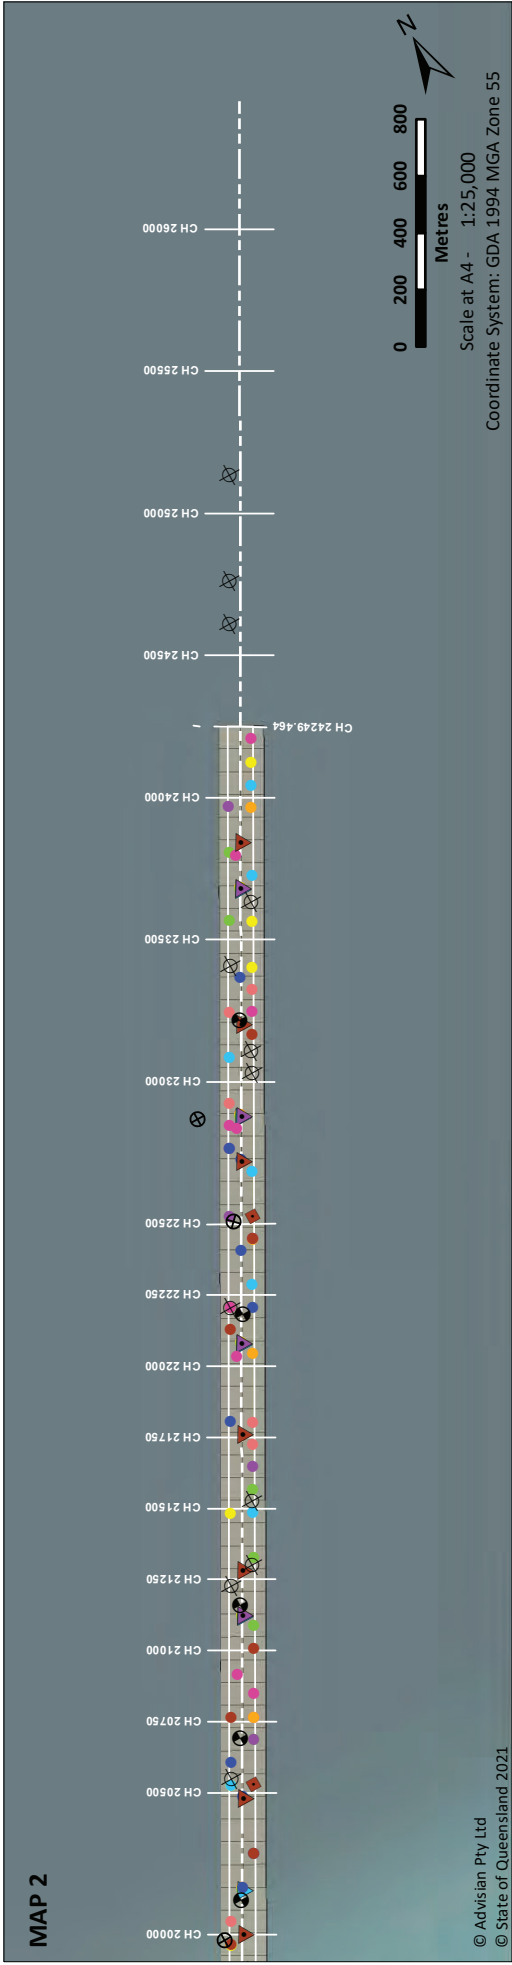 MAP 2
N
0 200 400 600 800
Metres
Scale at A4 - 1:25,000
Coordinate System: GDA 1994 MGA Zone 55
CH 26000
CH 25500
CH 25000
CH 24500
CH 24249.464
CH 24000
CH 23500
CH 23000
CH 22500
CH 22250
CH 22000
CH 21750
CH 21500
CH 21250
CH 21000
CH 20750
CH 20500
CH 20000
© Advisian Pty Ltd
© State of Queensland 2021